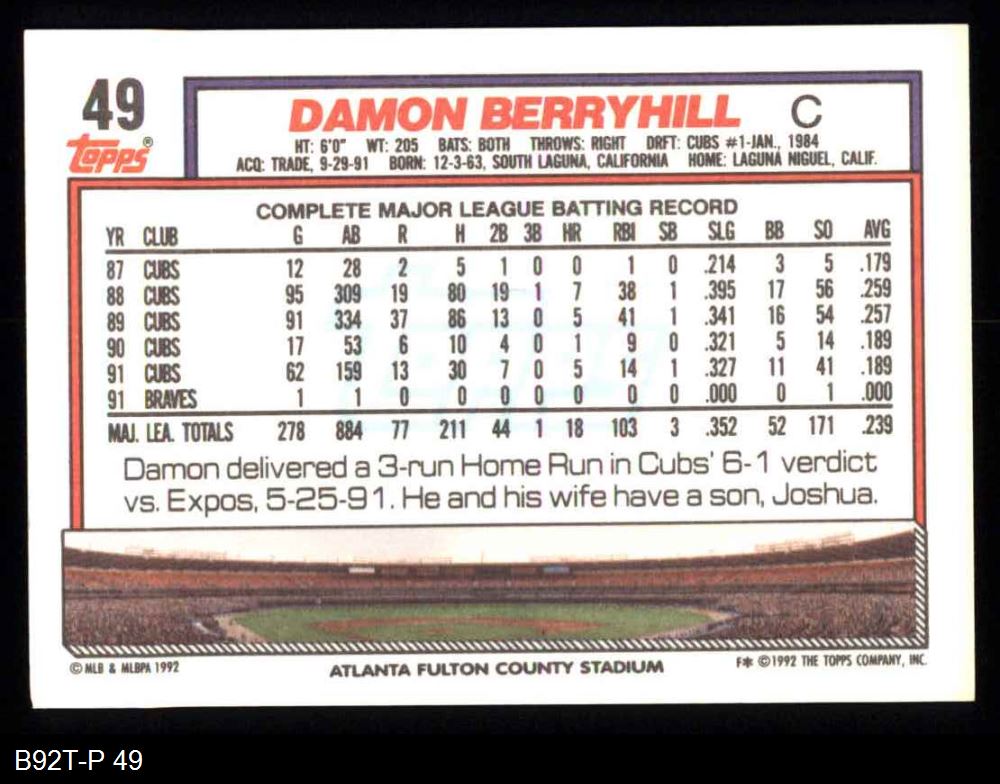 49
topps®
DAMON BERRYHILL C
HT: 6'0" WT: 205 BATS: BOTH THROWS: RIGHT DRFT: CUBS #1-JAN., 1984
ACQ: TRADE, 9-29-91 BORN: 12-3-63, SOUTH LAGUNA, CALIFORNIA HOME: LAGUNA NIGUEL, CALIF.
COMPLETE MAJOR LEAGUE BATTING RECORD
YR CLUB G AB R H 2B 3B HR RBI SB SLG BB SO AVG
87 CUBS 12 28 2 5 1 0 0 1 0 .214 3 5 .179
88 CUBS 95 309 19 80 19 1 7 38 1 .395 17 56 .259
89 CUBS 91 334 37 86 13 0 5 41 1 .341 16 54 .257
90 CUBS 17 53 6 10 4 0 1 9 0 .321 5 14 .189
91 CUBS 62 159 13 30 7 0 5 14 1 .327 11 41 .189
91 BRAVES 1 1 0 0 0 0 0 0 0 .000 0 1 .000
MAJ. LEA. TOTALS 278 884 77 211 44 1 18 103 3 .352 52 171 .239
Damon delivered a 3-run Home Run in Cubs' 6-1 verdict
vs. Expos, 5-25-91. He and his wife have a son, Joshua.
© MLB & MLBPA 1992
ATLANTA FULTON COUNTY STADIUM
F* © 1992 THE TOPPS COMPANY, INC.
B92T-P 49